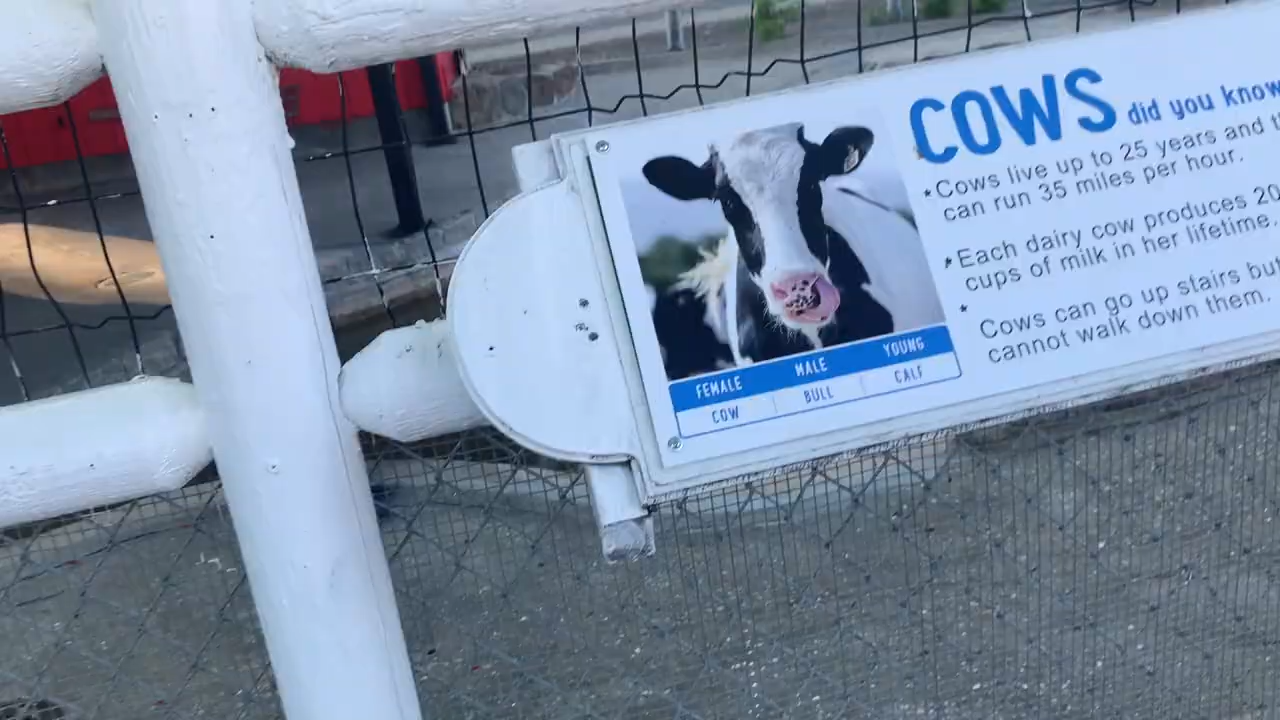 COWS did you know
*Cows live up to 25 years and
can run 35 miles per hour.
*Each dairy cow produces 20
cups of milk in her lifetime.
* Cows can go up stairs but
cannot walk down them.
FEMALE MALE YOUNG
COW BULL CALF